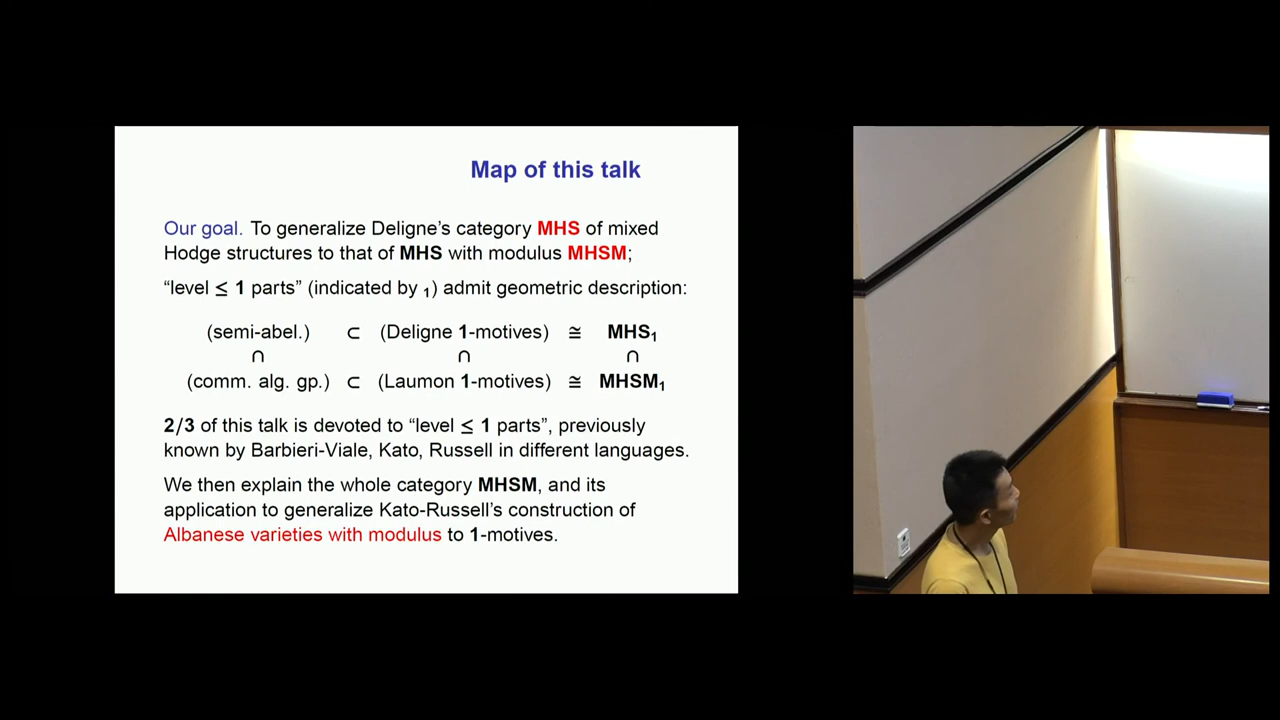 Map of this talk
Our goal. To generalize Deligne's category MHS of mixed
Hodge structures to that of MHS with modulus MHSM;
“level ≤ 1 parts” (indicated by ₁) admit geometric description:
(semi-abel.) ⊂ (Deligne 1-motives) ≅ MHS₁
∩ ∩ ∩
(comm. alg. gp.) ⊂ (Laumon 1-motives) ≅ MHSM₁
2/3 of this talk is devoted to “level ≤ 1 parts”, previously
known by Barbieri-Viale, Kato, Russell in different languages.
We then explain the whole category MHSM, and its
application to generalize Kato-Russell's construction of
Albanese varieties with modulus to 1-motives.